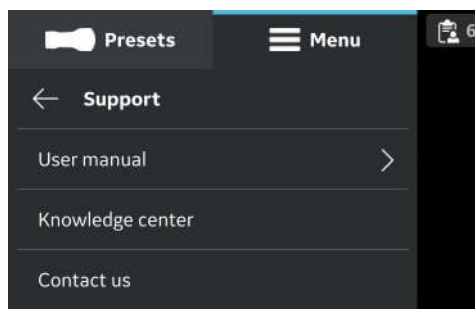 Presets
Menu
6
Support
User manual
Knowledge center
Contact us